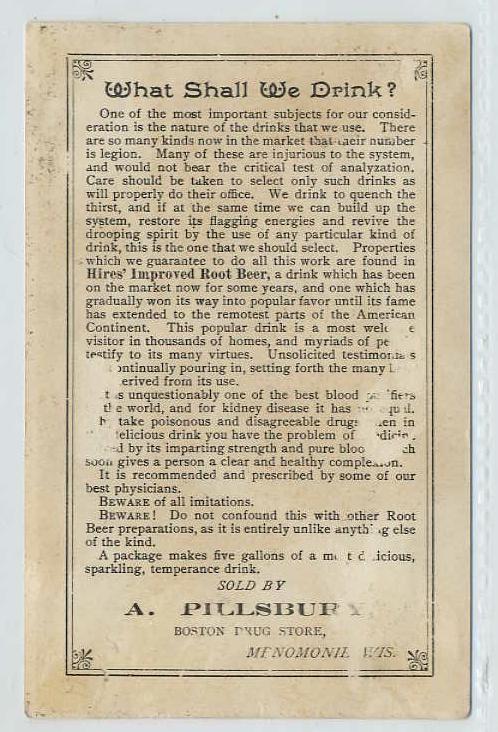 What Shall We Drink?
One of the most important subjects for our consid-
eration is the nature of the drinks that we use. There
are so many kinds now in the market that their number
is legion. Many of these are injurious to the system,
and would not bear the critical test of analyzation.
Care should be taken to select only such drinks as
will properly do their office. We drink to quench the
thirst, and if at the same time we can build up the
system, restore its flagging energies and revive the
drooping spirit by the use of any particular kind of
drink, this is the one that we should select. Properties
which we guarantee to do all this work are found in
Hires' Improved Root Beer, a drink which has been
on the market now for some years, and one which has
gradually won its way into popular favor until its fame
has extended to the remotest parts of the American
Continent. This popular drink is a most
visitor in thousands of homes, and myriads of
testify to its many virtues. Unsolicited testimonials
pouring in, setting forth the many
from its use.
is unquestionably one of the best blood
the world, and for kidney disease it has
take poisonous and disagreeable drugs in
drink you have the problem of
by its imparting strength and pure
soon gives a person a clear and healthy complexion.
It is recommended and prescribed by some of our
best physicians.
BEWARE of all imitations.
BEWARE! Do not confound this with other Root
Beer preparations, as it is entirely unlike anything else
of the kind.
A package makes five gallons of a
sparkling, temperance drink.
SOLD BY
A. PILLSBURY
BOSTON DRUG STORE,
MENOMONIE WIS.